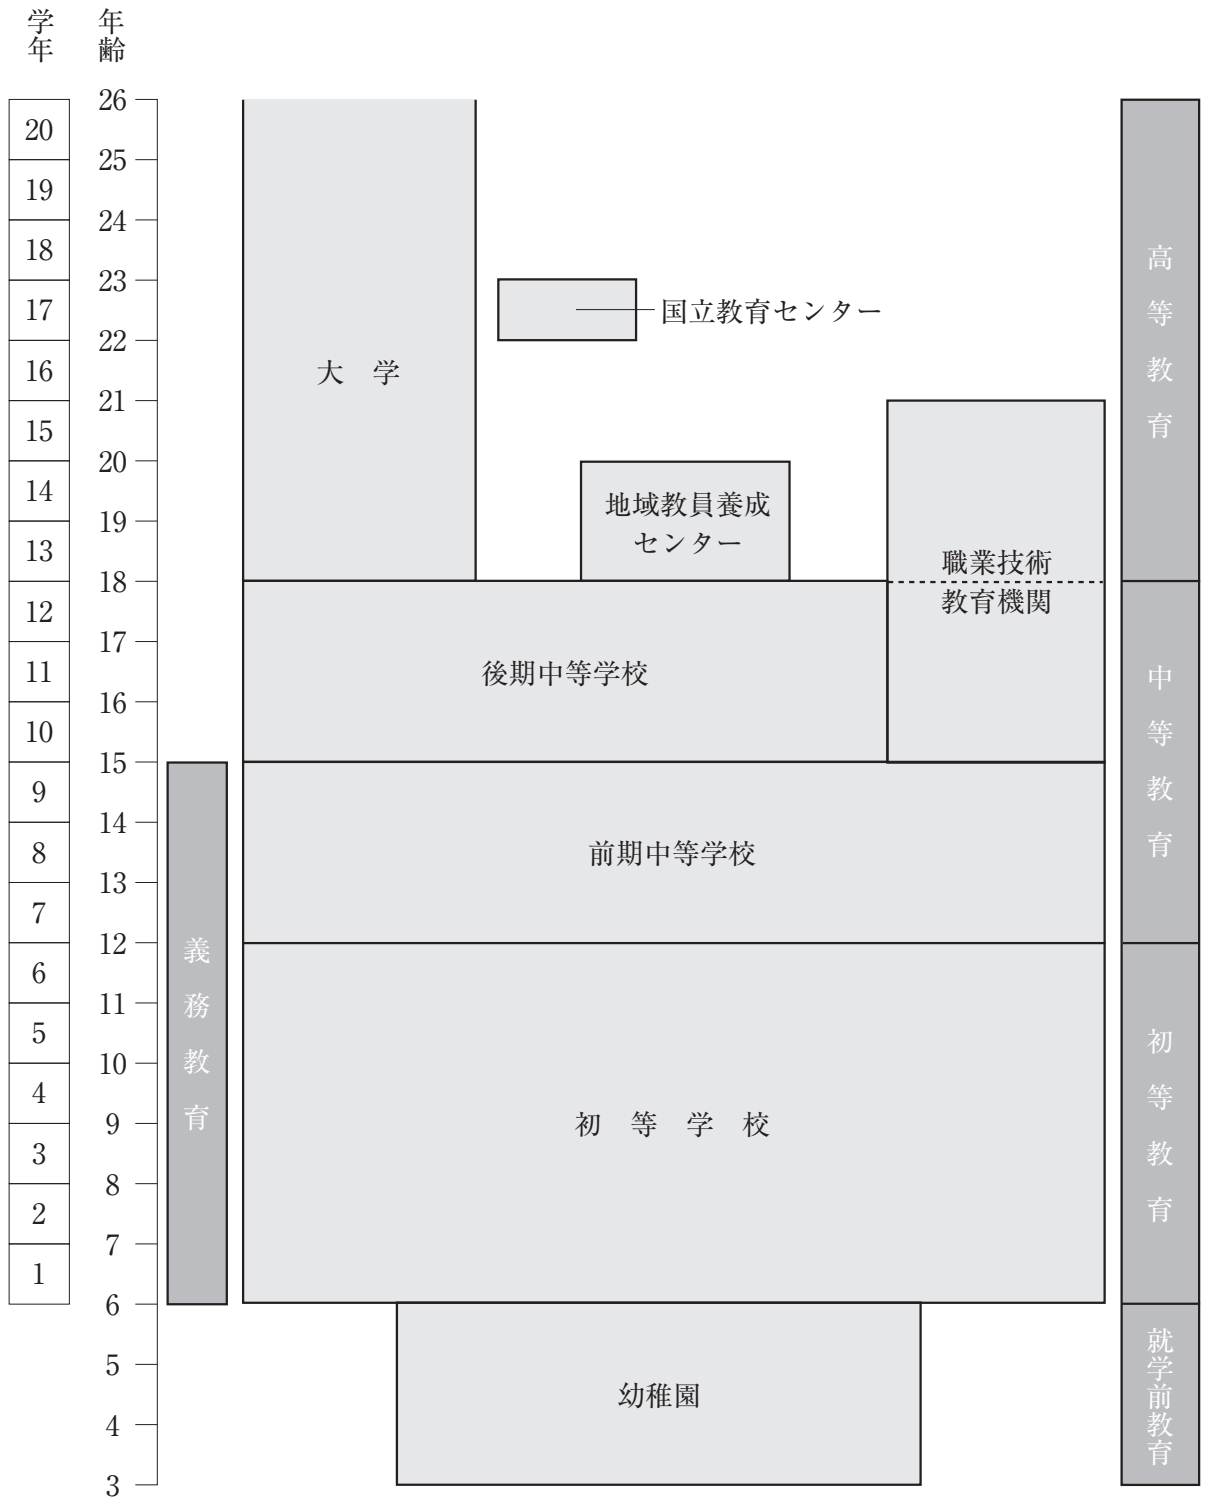 学年
年齢
26
20
25
19
24
18
23
17
22
16
21
15
20
14
19
13
18
12
17
11
16
10
15
9
14
8
13
7
12
6
11
5
10
4
9
3
8
2
7
1
6
5
4
3
義務教育
大 学
国立教育センター
地域教員養成
センター
職業技術
教育機関
後期中等学校
前期中等学校
初 等 学 校
幼稚園
高等教育
中等教育
初等教育
就学前教育